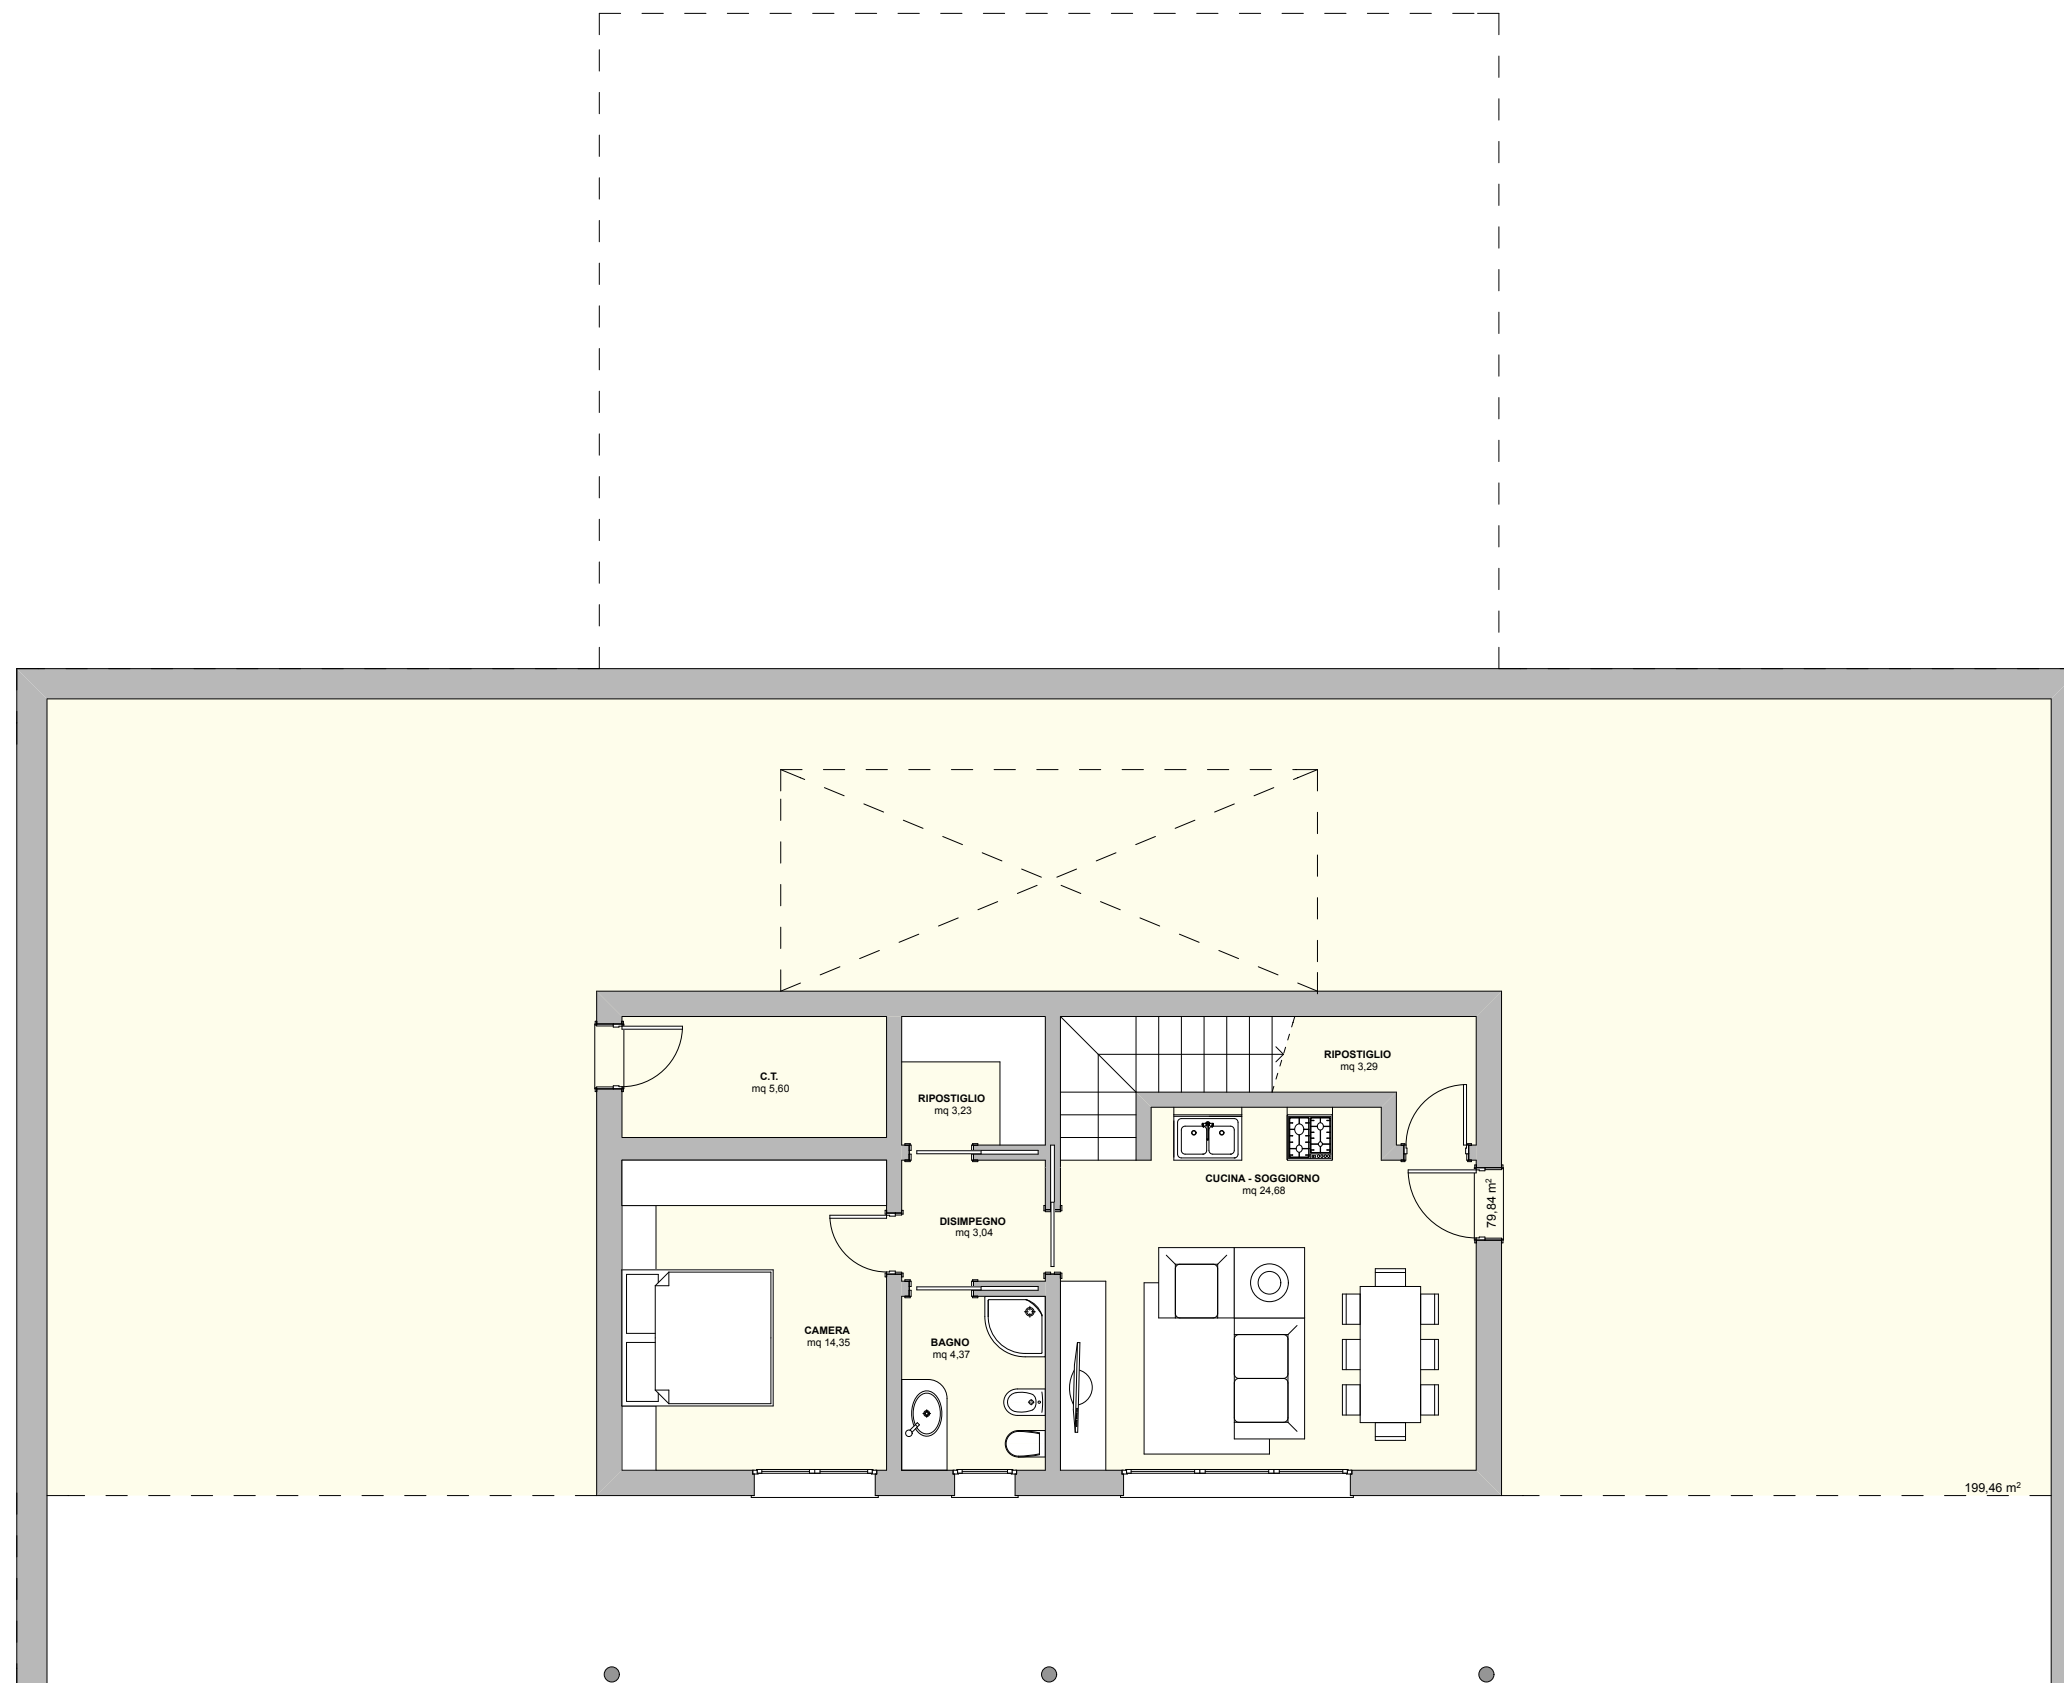 C.T.
mq 5,60
RIPOSTIGLIO
mq 3,23
RIPOSTIGLIO
mq 3,29
CUCINA - SOGGIORNO
mq 24,68
79,84 m²
DISIMPEGNO
mq 3,04
CAMERA
mq 14,35
BAGNO
mq 4,37
199,46 m²